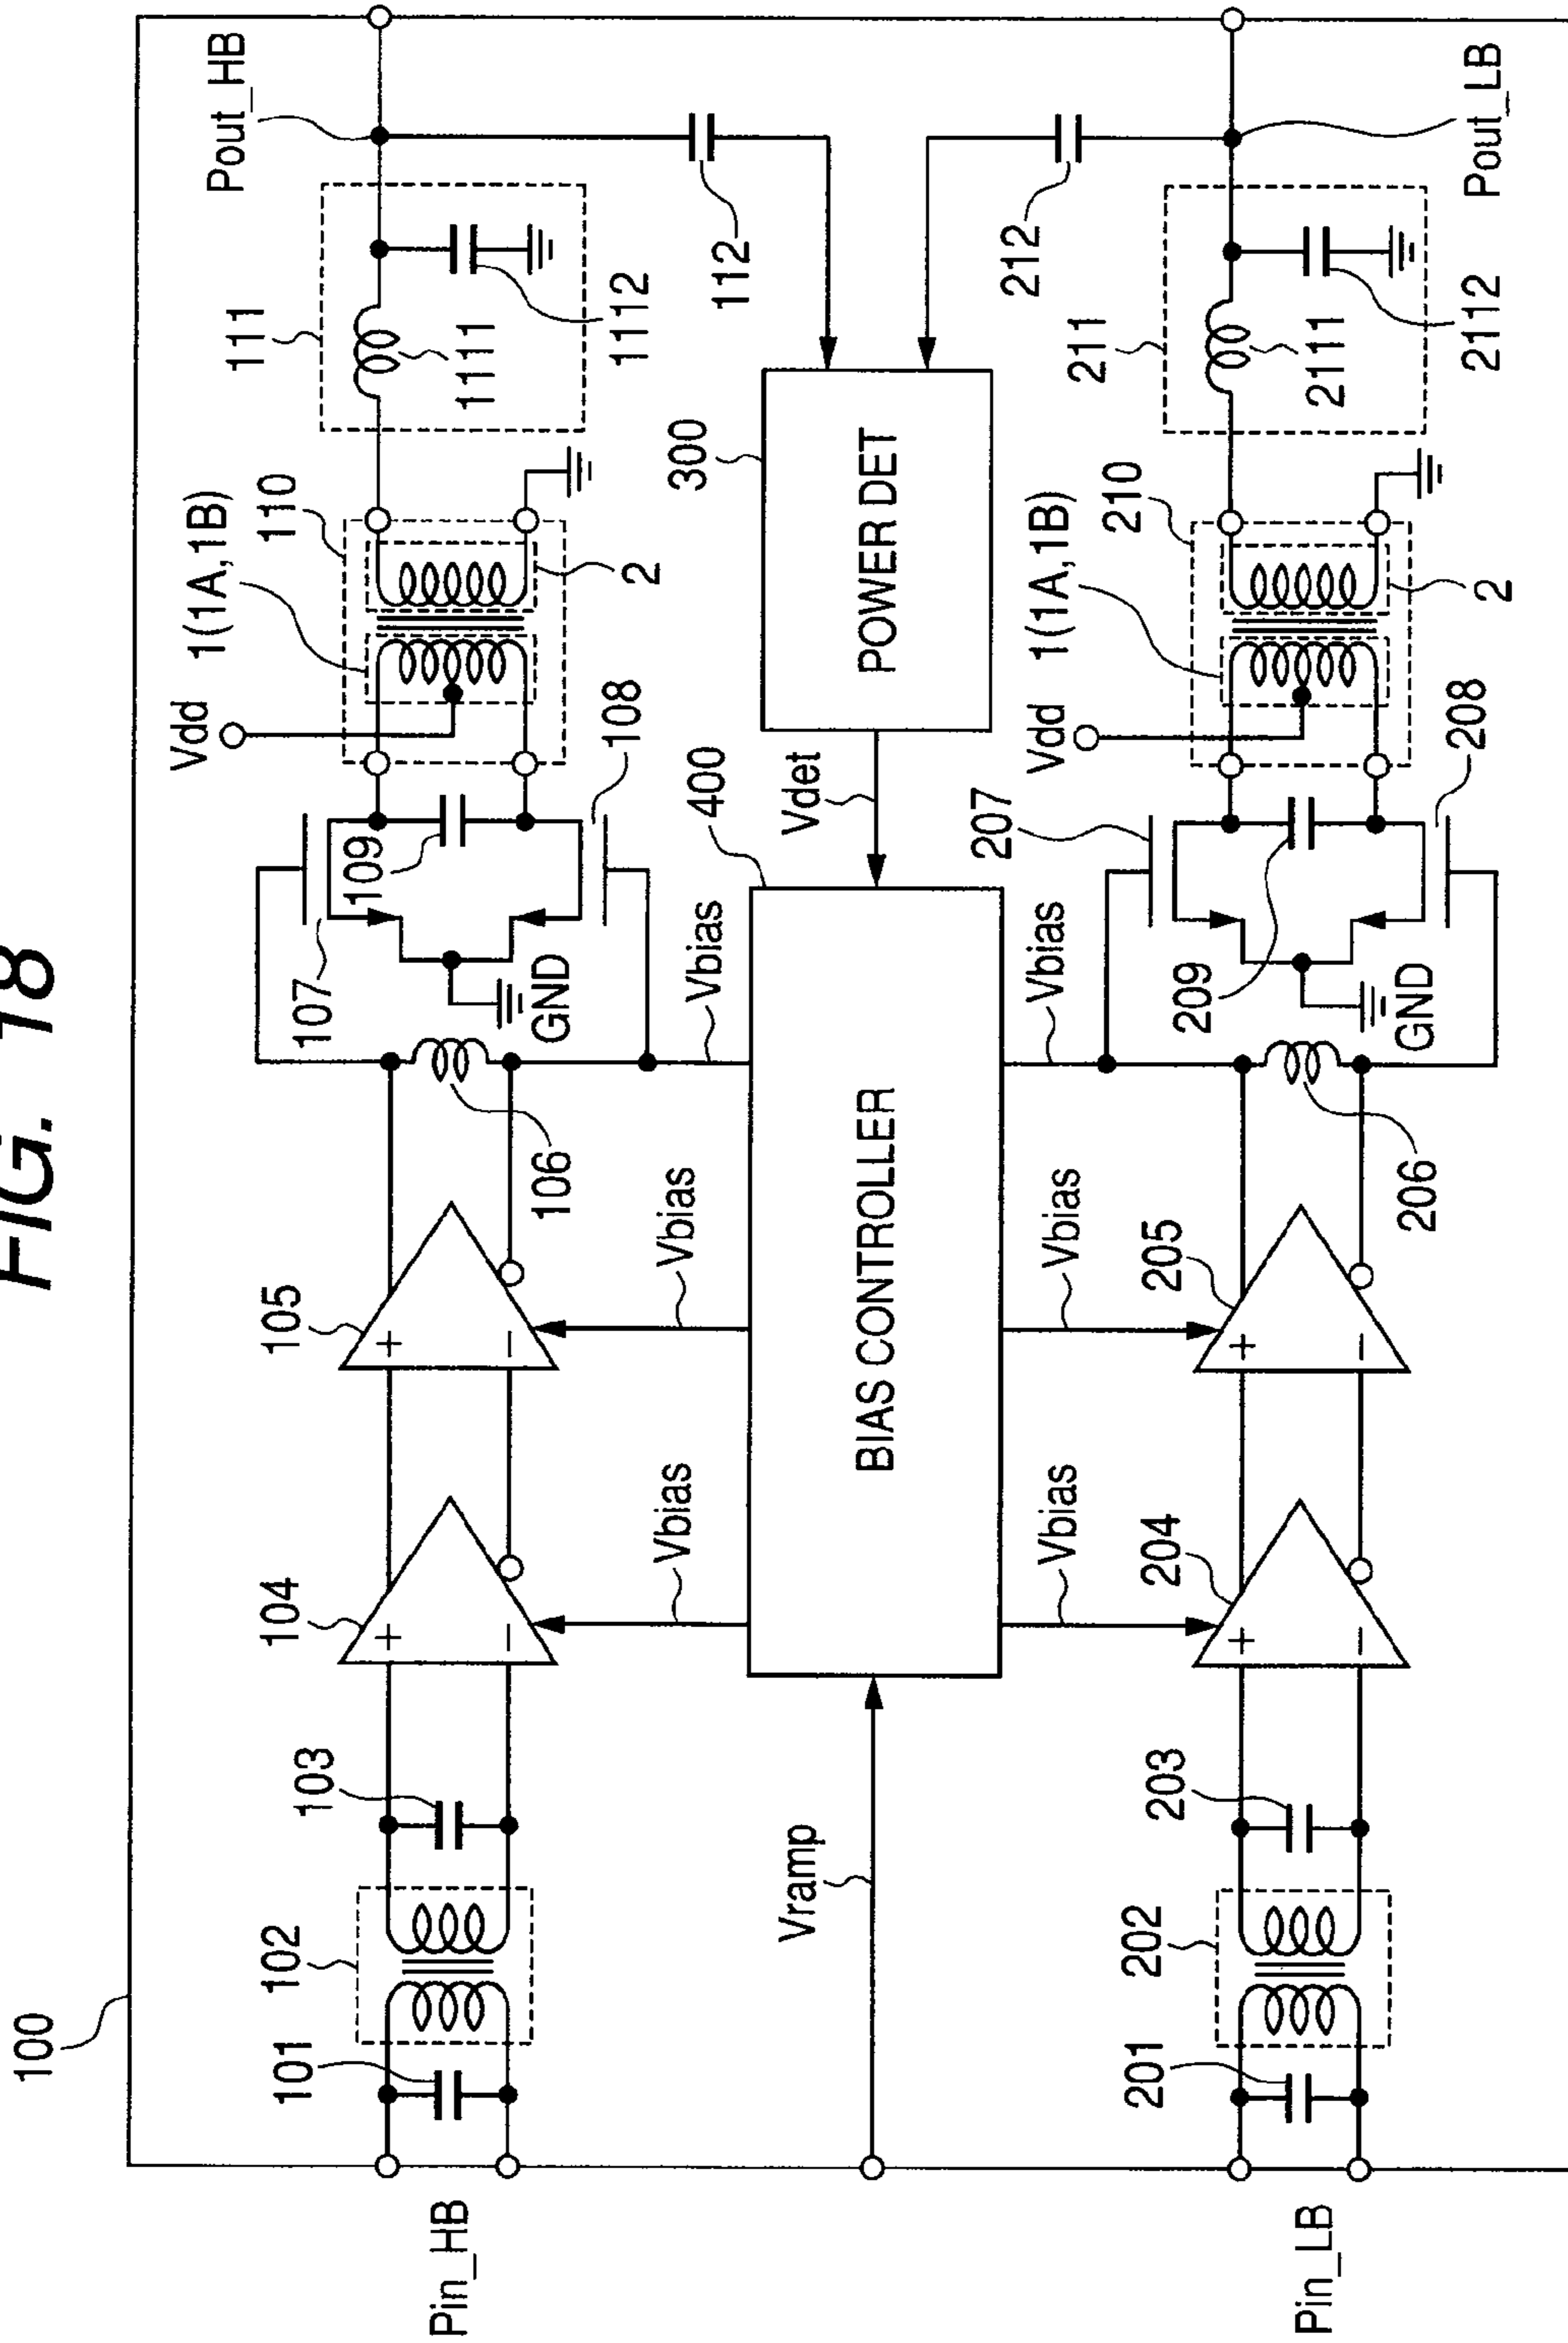 FIG. 18
100
Pout_HB
111
1111
1112
112
Vdd
1(1A,1B)
110
2
107
109
108
GND
105
106
104
103
102
101
Pin_HB
Vbias
Vbias
Vbias
300
POWER DET
Vdet
400
BIAS CONTROLLER
Vramp
212
Pout_LB
211
2111
2112
Vdd
1(1A,1B)
210
2
207
209
208
GND
Vbias
Vbias
Vbias
205
206
204
203
202
201
Pin_LB